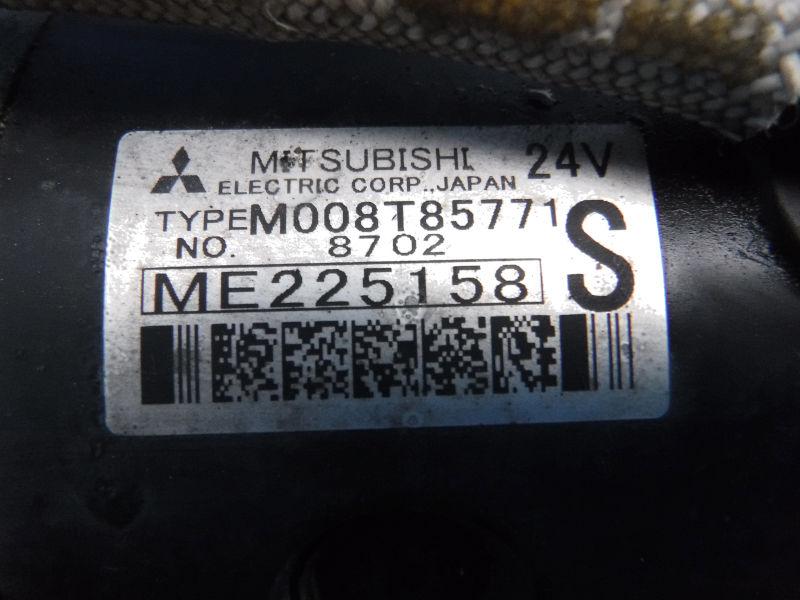 MITSUBISHI 24V
ELECTRIC CORP., JAPAN
TYPE M008T85771
NO. 8702 S
ME225158